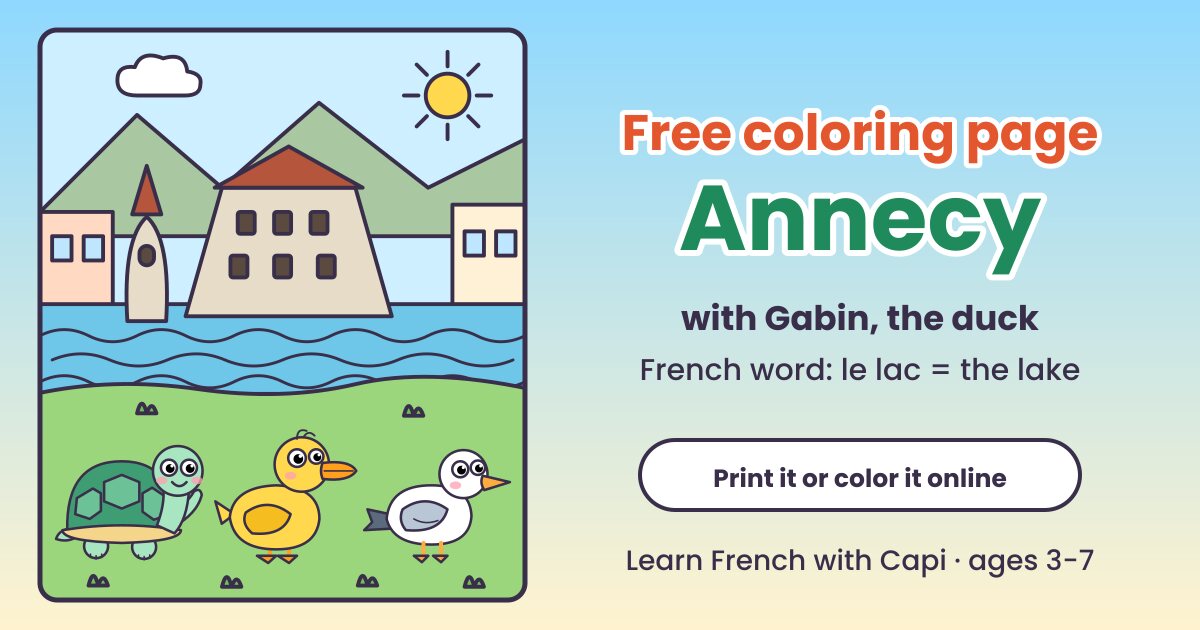 Free coloring page
Annecy
with Gabin, the duck
French word: le lac = the lake
Print it or color it online
Learn French with Capi · ages 3-7